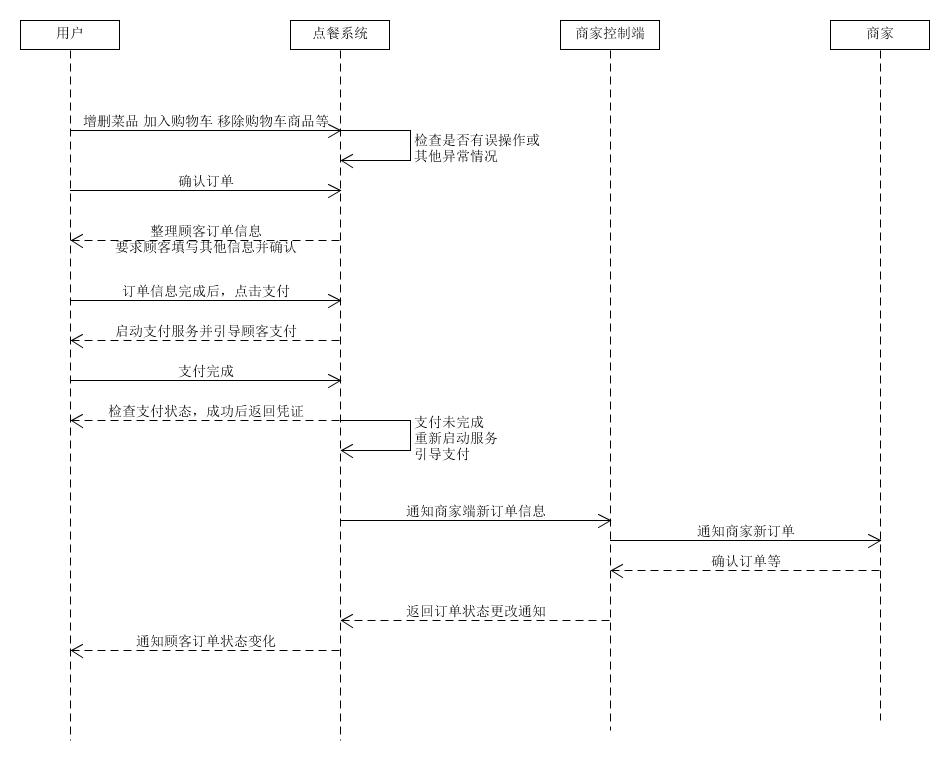 用户
点餐系统
商家控制端
商家
增删菜品 加入购物车 移除购物车商品等
检查是否有误操作或
其他异常情况
确认订单
整理顾客订单信息
要求顾客填写其他信息并确认
订单信息完成后，点击支付
启动支付服务并引导顾客支付
支付完成
检查支付状态，成功后返回凭证
支付未完成
重新启动服务
引导支付
通知商家端新订单信息
通知商家新订单
确认订单等
返回订单状态更改通知
通知顾客订单状态变化